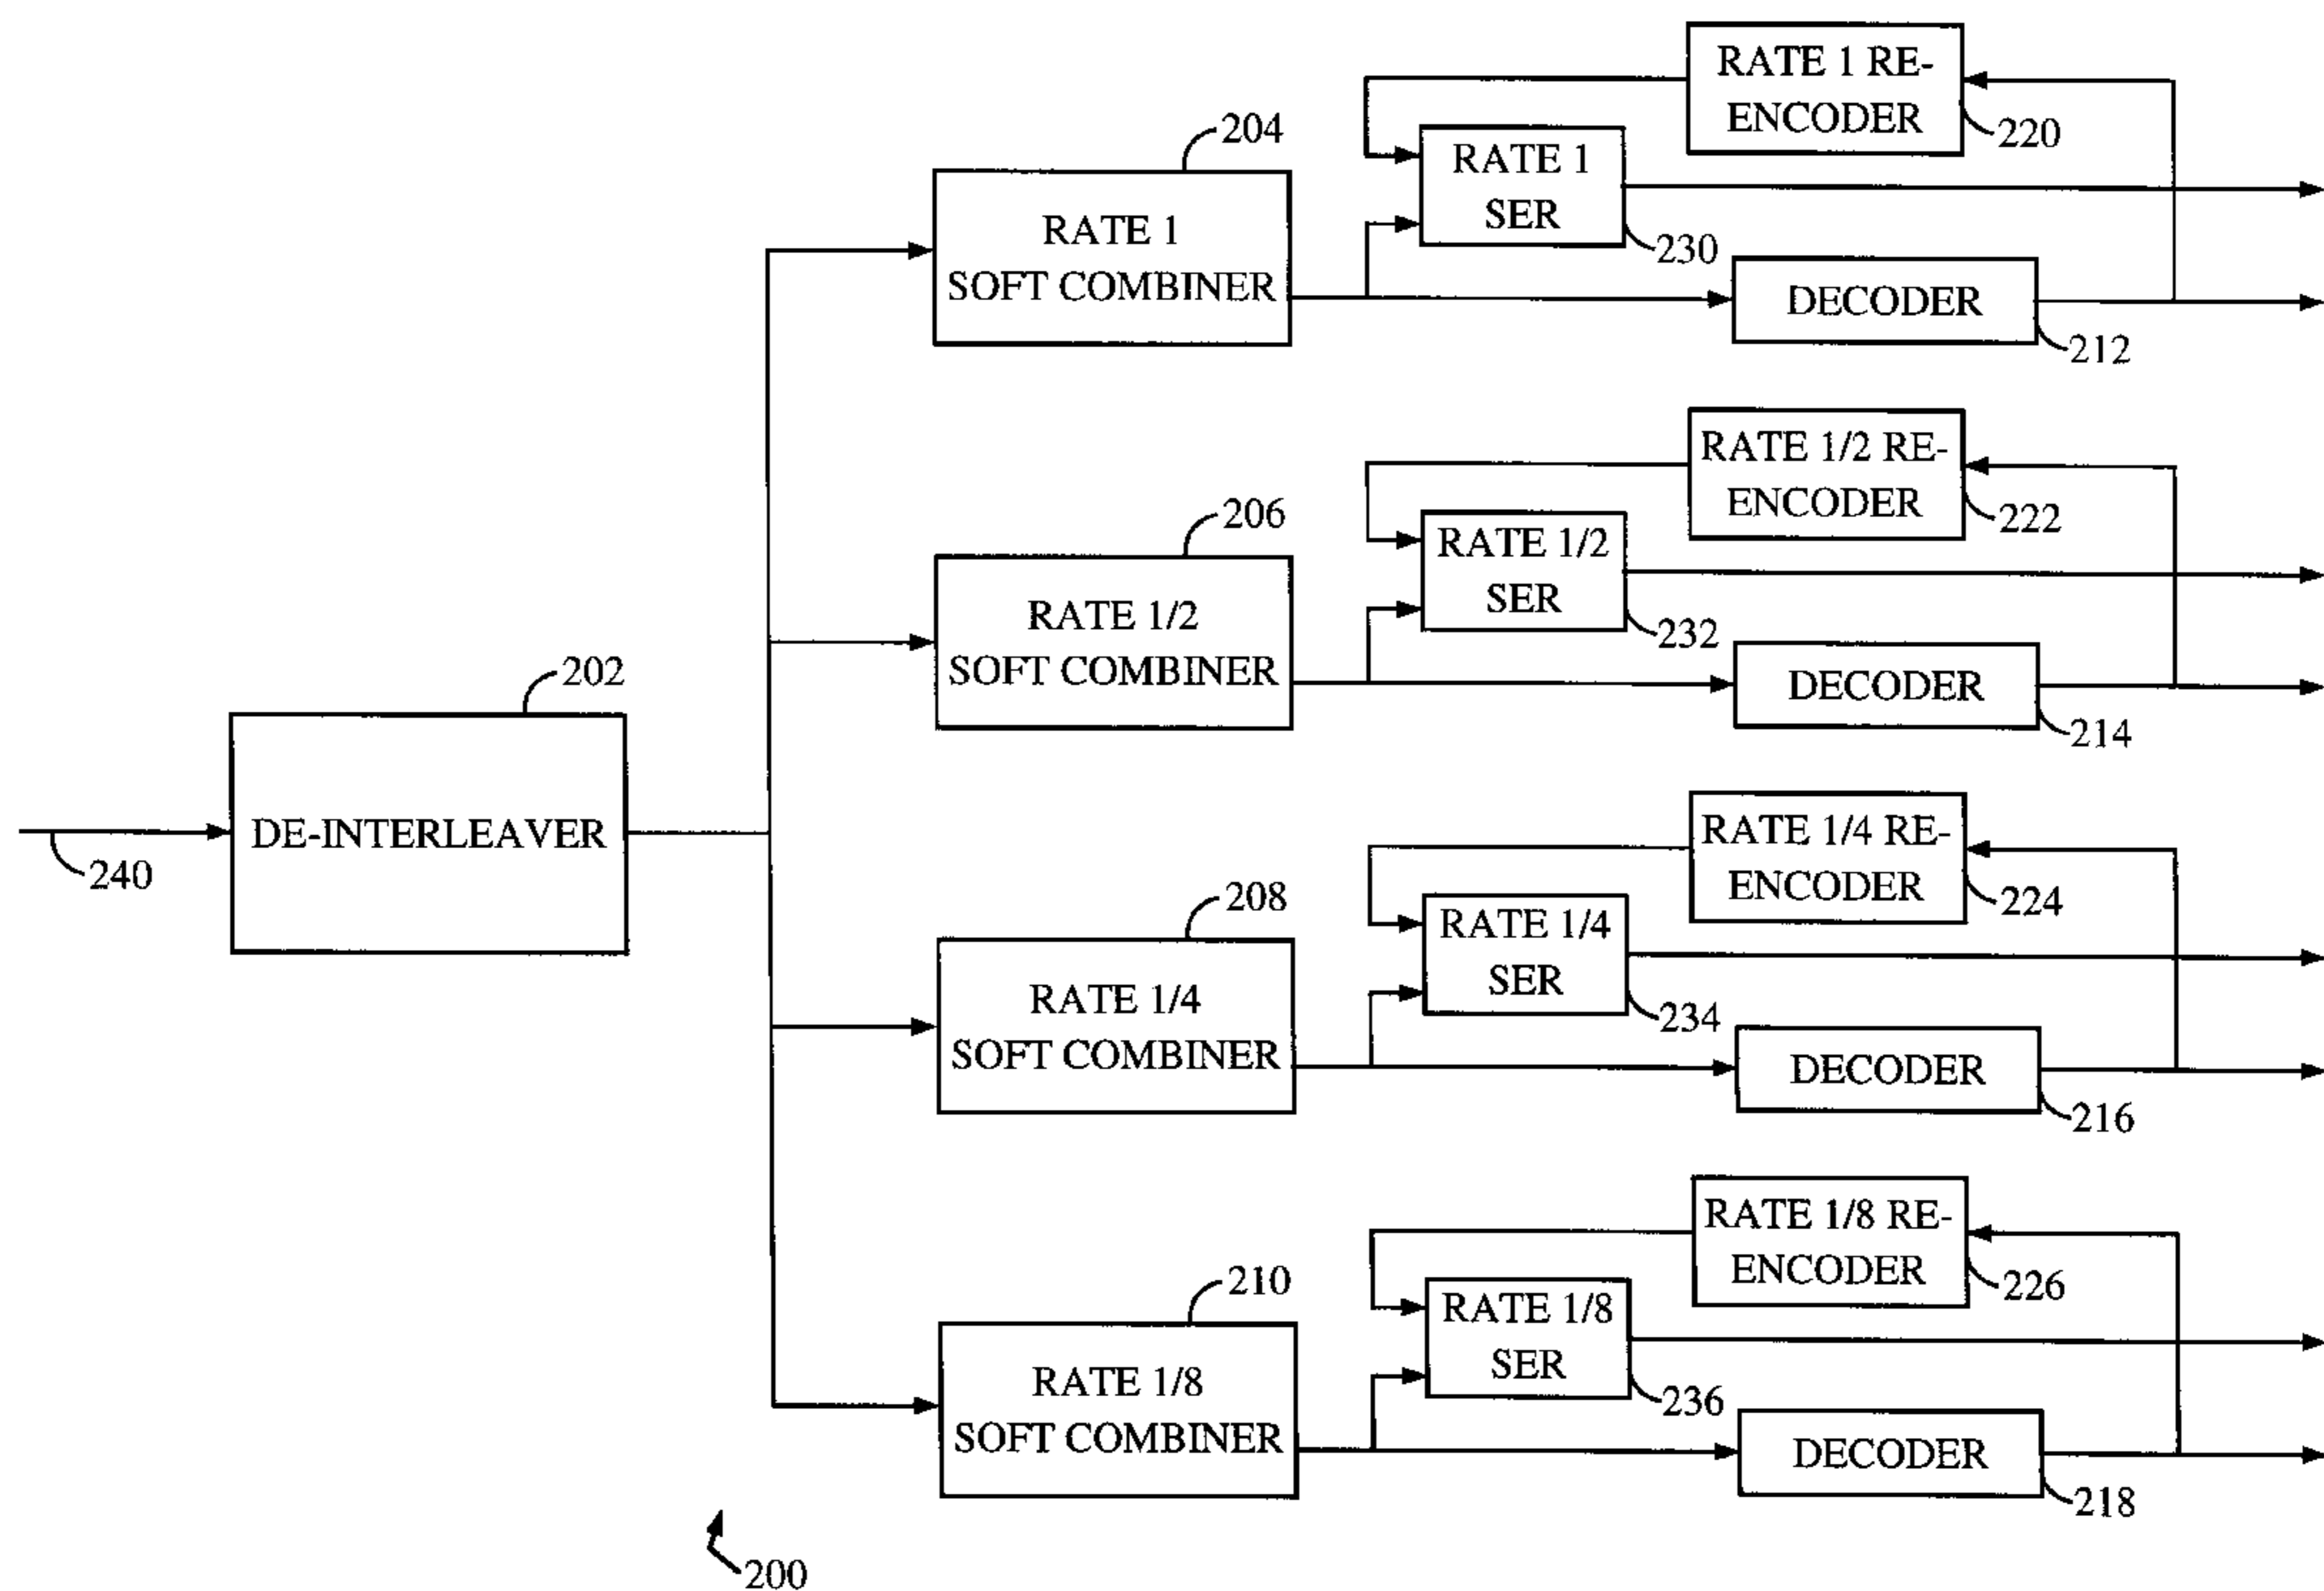 RATE 1 RE-
ENCODER
220
204
RATE 1
SER
230
RATE 1
SOFT COMBINER
DECODER
212
RATE 1/2 RE-
ENCODER
222
206
RATE 1/2
SER
232
RATE 1/2
SOFT COMBINER
DECODER
214
202
DE-INTERLEAVER
240
RATE 1/4 RE-
ENCODER
224
208
RATE 1/4
SER
234
RATE 1/4
SOFT COMBINER
DECODER
216
RATE 1/8 RE-
ENCODER
226
210
RATE 1/8
SER
236
RATE 1/8
SOFT COMBINER
DECODER
218
200